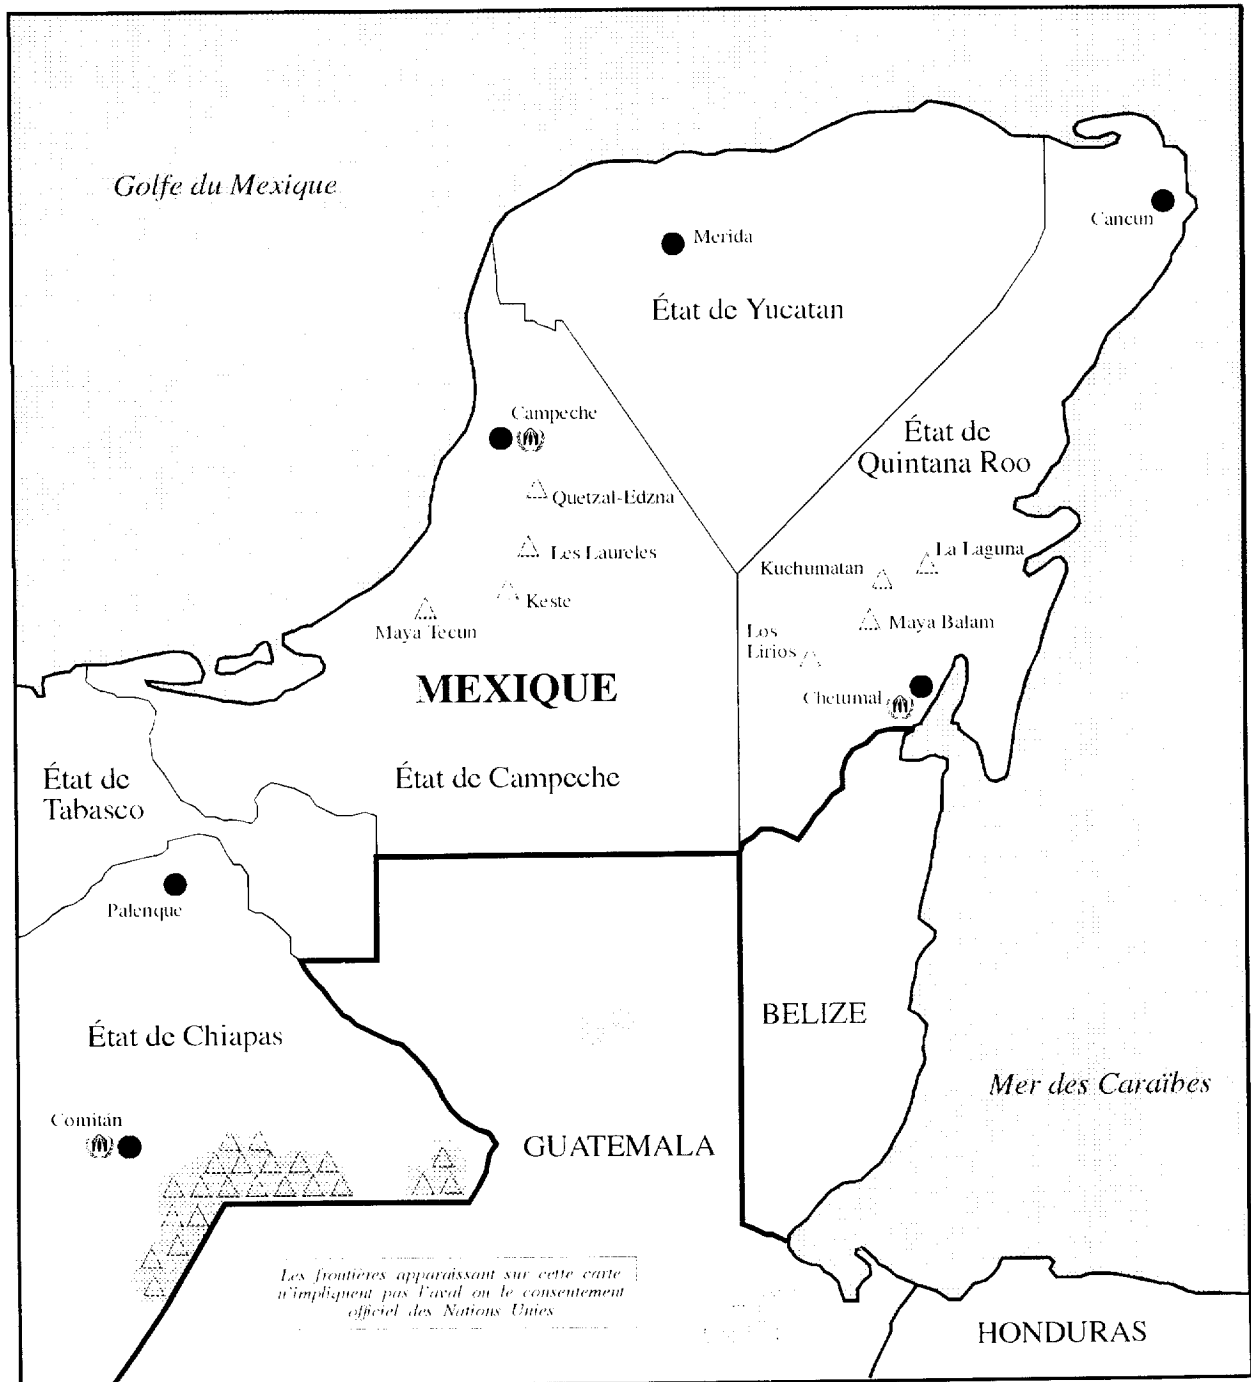 Golfe du Mexique
Cancun
Merida
État de Yucatan
Campeche
État de
Quintana Roo
Quetzal-Edzna
Les Laureles
La Laguna
Kuchumatan
Keste
Maya Tecun
Maya Balam
Los
Lirios
MEXIQUE
Chetumal
État de
Tabasco
État de Campeche
Palenque
BELIZE
État de Chiapas
Mer des Caraïbes
Comitán
GUATEMALA
Les frontières apparaissant sur cette carte
n'impliquent pas l'aval ou le consentement
officiel des Nations Unies
HONDURAS